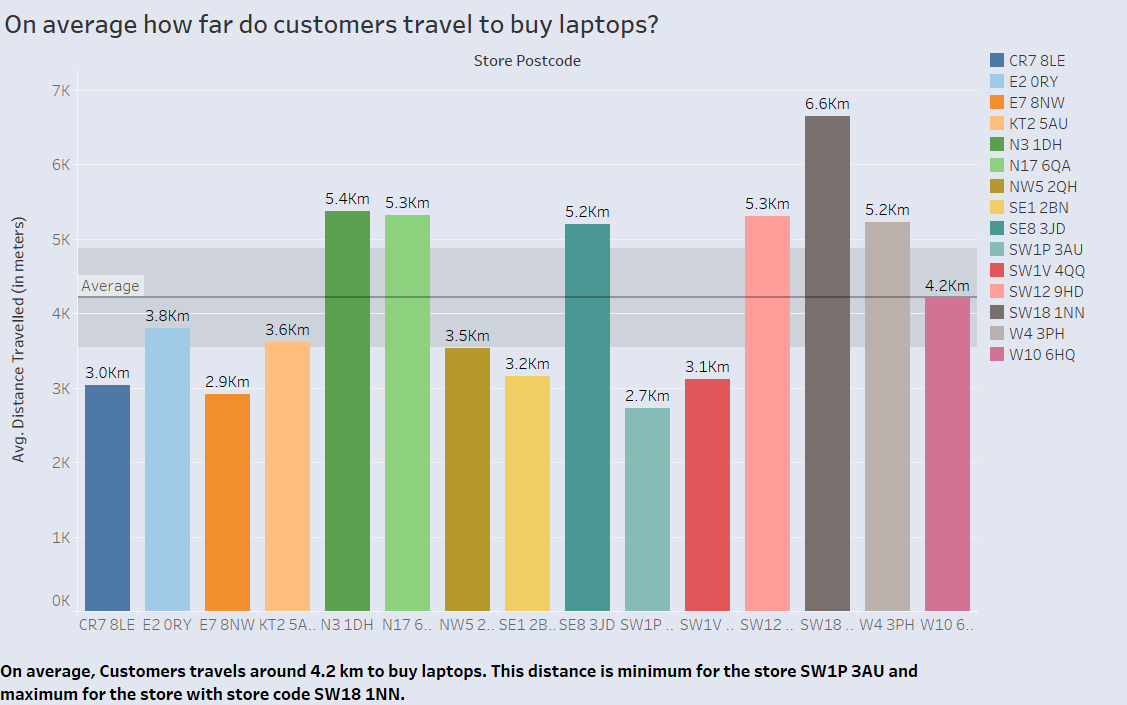 On average how far do customers travel to buy laptops?
Store Postcode
7K
6K
5K
4K
3K
2K
1K
0K
Avg. Distance Travelled (in meters)
Average
3.0Km
3.8Km
2.9Km
3.6Km
5.4Km
5.3Km
3.5Km
3.2Km
5.2Km
2.7Km
3.1Km
5.3Km
6.6Km
5.2Km
4.2Km
CR7 8LE E2 0RY E7 8NW KT2 5A.. N3 1DH N17 6.. NW5 2.. SE1 2B.. SE8 3JD SW1P .. SW1V .. SW12 .. SW18 .. W4 3PH W10 6..
CR7 8LE
E2 0RY
E7 8NW
KT2 5AU
N3 1DH
N17 6QA
NW5 2QH
SE1 2BN
SE8 3JD
SW1P 3AU
SW1V 4QQ
SW12 9HD
SW18 1NN
W4 3PH
W10 6HQ
On average, Customers travels around 4.2 km to buy laptops. This distance is minimum for the store SW1P 3AU and
maximum for the store with store code SW18 1NN.